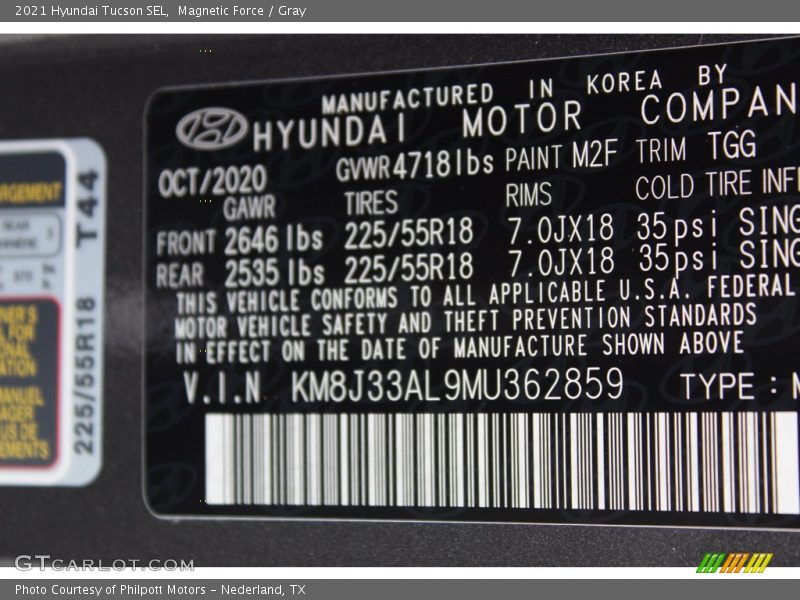 2021 Hyundai Tucson SEL, Magnetic Force / Gray
MANUFACTURED IN KOREA BY
HYUNDAI MOTOR COMPAN
OCT/2020 GVWR 4718lbs PAINT M2F TRIM TGG
GAWR TIRES RIMS COLD TIRE INFL
FRONT 2646 lbs 225/55R18 7.0JX18 35psi SING
REAR 2535 lbs 225/55R18 7.0JX18 35psi SING
THIS VEHICLE CONFORMS TO ALL APPLICABLE U.S.A. FEDERAL
MOTOR VEHICLE SAFETY AND THEFT PREVENTION STANDARDS
IN EFFECT ON THE DATE OF MANUFACTURE SHOWN ABOVE
V.I.N KM8J33AL9MU362859 TYPE : M
T44
225/55R18
REAR
GTcarlot.com
Photo Courtesy of Philpott Motors - Nederland, TX